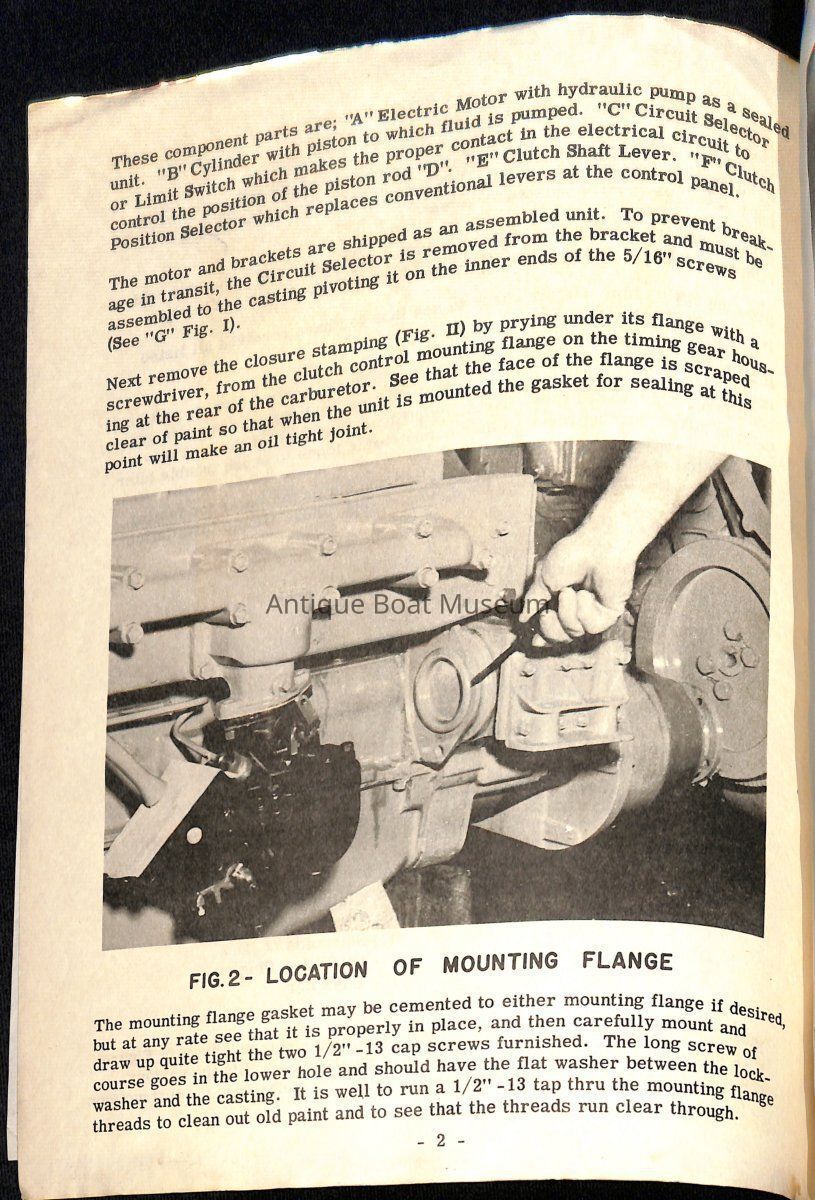 These component parts are; "A" Electric Motor with hydraulic pump as a sealed
unit. "B" Cylinder with piston to which fluid is pumped. "C" Circuit Selector
or Limit Switch which makes the proper contact in the electrical circuit to
control the position of the piston rod "D". "E" Clutch Shaft Lever. "F" Clutch
Position Selector which replaces conventional levers at the control panel.
The motor and brackets are shipped as an assembled unit. To prevent break-
age in transit, the Circuit Selector is removed from the bracket and must be
assembled to the casting pivoting it on the inner ends of the 5/16" screws
(See "G" Fig. I).
Next remove the closure stamping (Fig. II) by prying under its flange with a
screwdriver, from the clutch control mounting flange on the timing gear hous-
ing at the rear of the carburetor. See that the face of the flange is scraped
clear of paint so that when the unit is mounted the gasket for sealing at this
point will make an oil tight joint.
Antique Boat Museum
FIG. 2 - LOCATION OF MOUNTING FLANGE
The mounting flange gasket may be cemented to either mounting flange if desired,
but at any rate see that it is properly in place, and then carefully mount and
draw up quite tight the two 1/2" -13 cap screws furnished. The long screw of
course goes in the lower hole and should have the flat washer between the lock-
washer and the casting. It is well to run a 1/2" -13 tap thru the mounting flange
threads to clean out old paint and to see that the threads run clear through.
- 2 -